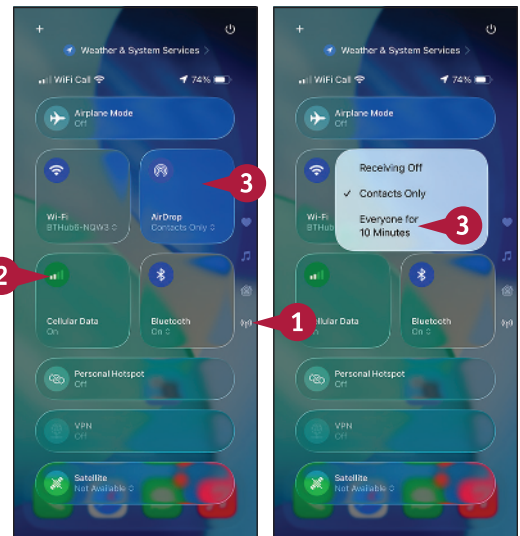 Weather & System Services
WiFi Call
74%
Airplane Mode
Off
Wi-Fi
BTHub6-NQW3
AirDrop
Contacts Only
3
2
Cellular Data
On
Bluetooth
On
1
Personal Hotspot
Off
VPN
Off
Satellite
Not Available
Weather & System Services
WiFi Call
74%
Airplane Mode
Off
Receiving Off
✓ Contacts Only
Everyone for
10 Minutes
3
Wi-Fi
BTHub
llular Data
On
Bluetooth
On
Personal Hotspot
Off
VPN
Off
Satellite
Not Available